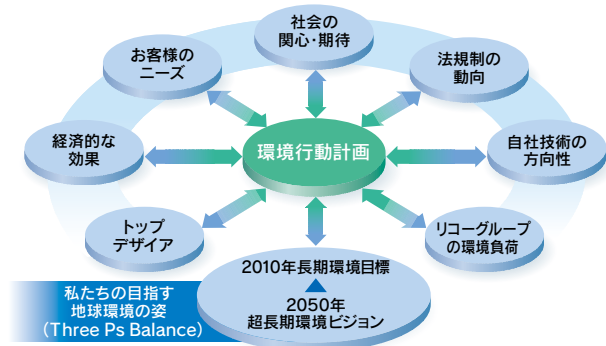 社会の
関心・期待
お客様の
ニーズ
法規制の
動向
経済的な
効果
環境行動計画
自社技術の
方向性
トップ
デザイア
リコーグループ
の環境負荷
2010年長期環境目標
2050年
超長期環境ビジョン
私たちの目指す
地球環境の姿
（Three Ps Balance）